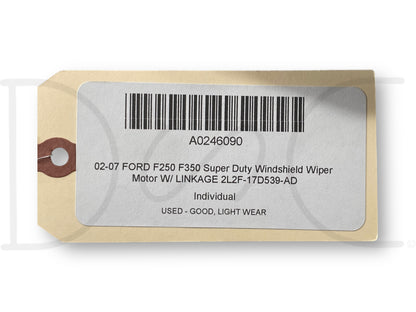 A0246090
02-07 FORD F250 F350 Super Duty Windshield Wiper
Motor W/ LINKAGE 2L2F-17D539-AD
Individual
USED - GOOD, LIGHT WEAR